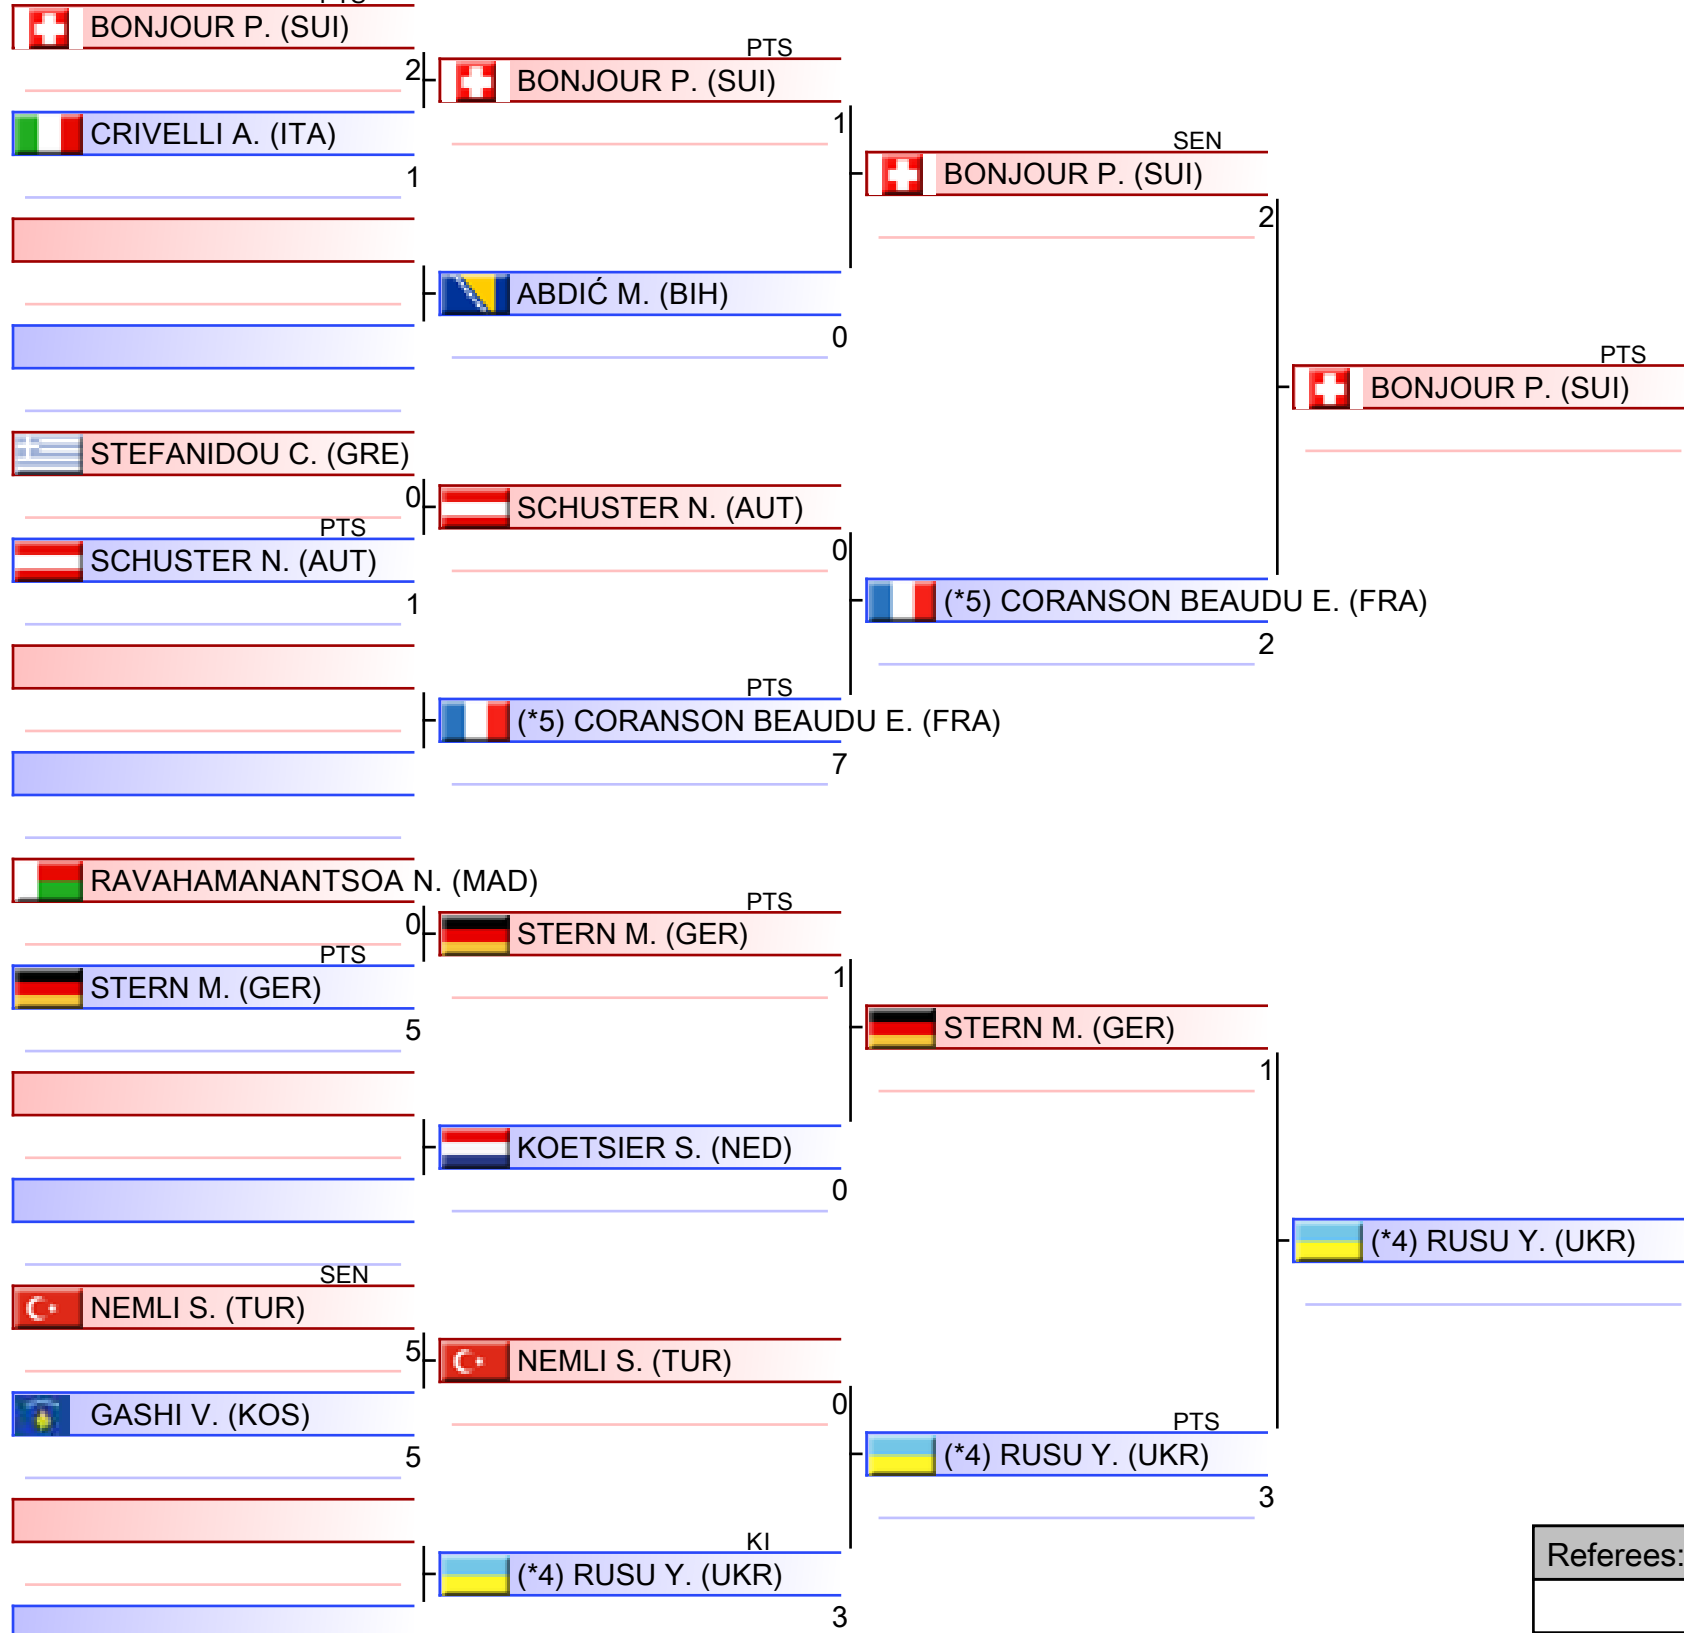 PTS
BONJOUR P. (SUI)
2
CRIVELLI A. (ITA)
1
STEFANIDOU C. (GRE)
0
PTS
SCHUSTER N. (AUT)
1
RAVAHAMANANTSOA N. (MAD)
0
PTS
STERN M. (GER)
5
SEN
NEMLI S. (TUR)
5
GASHI V. (KOS)
5
PTS
BONJOUR P. (SUI)
1
ABDIĆ M. (BIH)
0
SCHUSTER N. (AUT)
0
PTS
(*5) CORANSON BEAUDU E. (FRA)
7
PTS
STERN M. (GER)
1
KOETSIER S. (NED)
0
NEMLI S. (TUR)
0
KI
(*4) RUSU Y. (UKR)
3
SEN
BONJOUR P. (SUI)
2
(*5) CORANSON BEAUDU E. (FRA)
2
STERN M. (GER)
1
PTS
(*4) RUSU Y. (UKR)
3
PTS
BONJOUR P. (SUI)
(*4) RUSU Y. (UKR)
Referees: